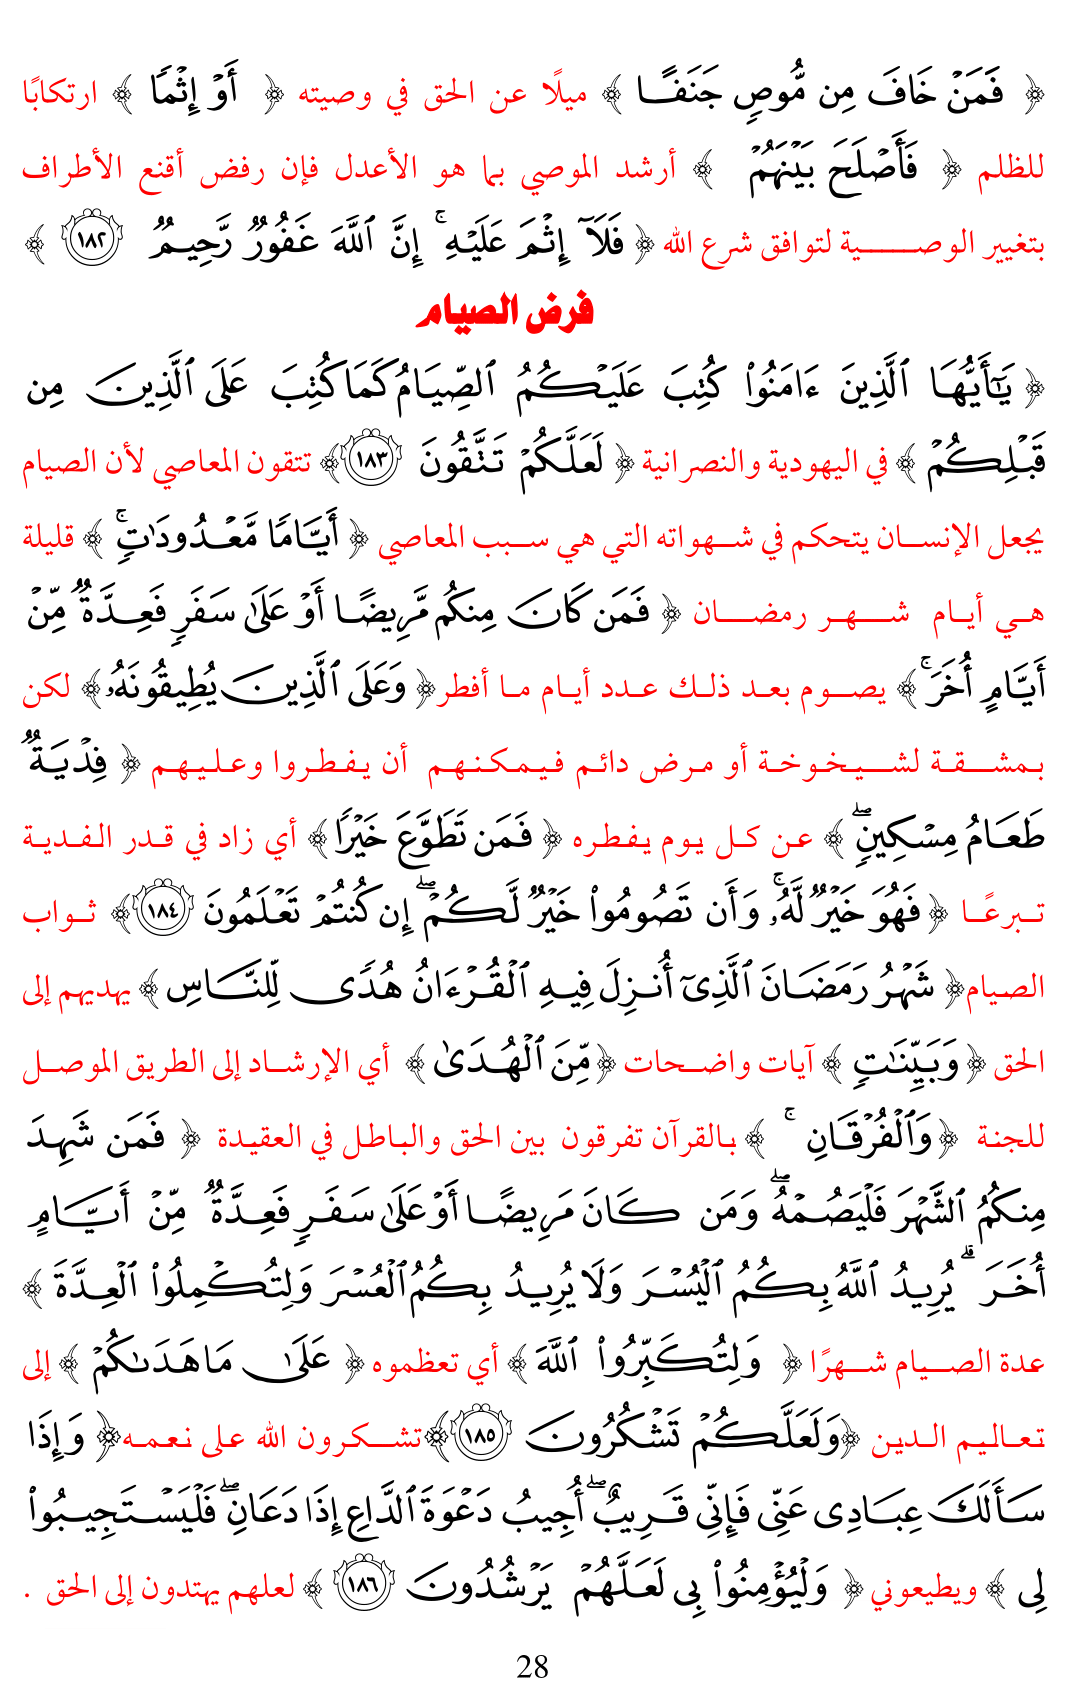 ﴿ فَمَنۡ خَافَ مِن مُّوصٖ جَنَفًا ﴾ ميلًا عن الحق في وصيته ﴿ أَوۡ إِثۡمٗا ﴾ ارتكابًا
للظلم ﴿ فَأَصۡلَحَ بَيۡنَهُمۡ ﴾ أرشد الموصي بما هو الأعدل فإن رفض أقنع الأطراف
بتغيير الوصية لتوافق شرع الله ﴿ فَلَآ إِثۡمَ عَلَيۡهِۚ إِنَّ ٱللَّهَ غَفُورٞ رَّحِيمٞ ١٨٢ ﴾
فرض الصيام
﴿ يَٰٓأَيُّهَا ٱلَّذِينَ ءَامَنُواْ كُتِبَ عَلَيۡكُمُ ٱلصِّيَامُ كَمَا كُتِبَ عَلَى ٱلَّذِينَ مِن
قَبۡلِكُمۡ ﴾ في اليهودية والنصرانية ﴿ لَعَلَّكُمۡ تَتَّقُونَ ١٨٣ ﴾ تتقون المعاصي لأن الصيام
يجعل الإنسان يتحكم في شهواته التي هي سبب المعاصي ﴿ أَيَّامٗا مَّعۡدُودَٰتٖۚ ﴾ قليلة
هي أيام شهر رمضان ﴿ فَمَن كَانَ مِنكُم مَّرِيضًا أَوۡ عَلَىٰ سَفَرٖ فَعِدَّةٞ مِّنۡ
أَيَّامٍ أُخَرَۚ ﴾ يصوم بعد ذلك عدد أيام ما أفطر ﴿ وَعَلَى ٱلَّذِينَ يُطِيقُونَهُۥ ﴾ لكن
بمشقة لشيخوخة أو مرض دائم فيمكنهم أن يفطروا وعليهم ﴿ فِدۡيَةٞ
طَعَامُ مِسۡكِينٖۖ ﴾ عن كل يوم يفطره ﴿ فَمَن تَطَوَّعَ خَيۡرٗا ﴾ أي زاد في قدر الفدية
تبرعًا ﴿ فَهُوَ خَيۡرٞ لَّهُۥۚ وَأَن تَصُومُواْ خَيۡرٞ لَّكُمۡۖ إِن كُنتُمۡ تَعۡلَمُونَ ١٨٤ ﴾ ثواب
الصيام ﴿ شَهۡرُ رَمَضَانَ ٱلَّذِيٓ أُنزِلَ فِيهِ ٱلۡقُرۡءَانُ هُدٗى لِّلنَّاسِ ﴾ يهديهم إلى
الحق ﴿ وَبَيِّنَٰتٖ ﴾ آيات واضحات ﴿ مِّنَ ٱلۡهُدَىٰ ﴾ أي الإرشاد إلى الطريق الموصل
للجنة ﴿ وَٱلۡفُرۡقَانِۚ ﴾ بالقرآن تفرقون بين الحق والباطل في العقيدة ﴿ فَمَن شَهِدَ
مِنكُمُ ٱلشَّهۡرَ فَلۡيَصُمۡهُۖ وَمَن كَانَ مَرِيضًا أَوۡ عَلَىٰ سَفَرٖ فَعِدَّةٞ مِّنۡ أَيَّامٍ
أُخَرَۗ يُرِيدُ ٱللَّهُ بِكُمُ ٱلۡيُسۡرَ وَلَا يُرِيدُ بِكُمُ ٱلۡعُسۡرَ وَلِتُكۡمِلُواْ ٱلۡعِدَّةَ ﴾
عدة الصيام شهرًا ﴿ وَلِتُكَبِّرُواْ ٱللَّهَ ﴾ أي تعظموه ﴿ عَلَىٰ مَا هَدَىٰكُمۡ ﴾ إلى
تعاليم الدين ﴿ وَلَعَلَّكُمۡ تَشۡكُرُونَ ١٨٥ ﴾ تشكرون الله على نعمه ﴿ وَإِذَا
سَأَلَكَ عِبَادِي عَنِّي فَإِنِّي قَرِيبٌۖ أُجِيبُ دَعۡوَةَ ٱلدَّاعِ إِذَا دَعَانِۖ فَلۡيَسۡتَجِيبُواْ
لِي ﴾ ويطيعوني ﴿ وَلۡيُؤۡمِنُواْ بِي لَعَلَّهُمۡ يَرۡشُدُونَ ١٨٦ ﴾ لعلهم يهتدون إلى الحق .
28